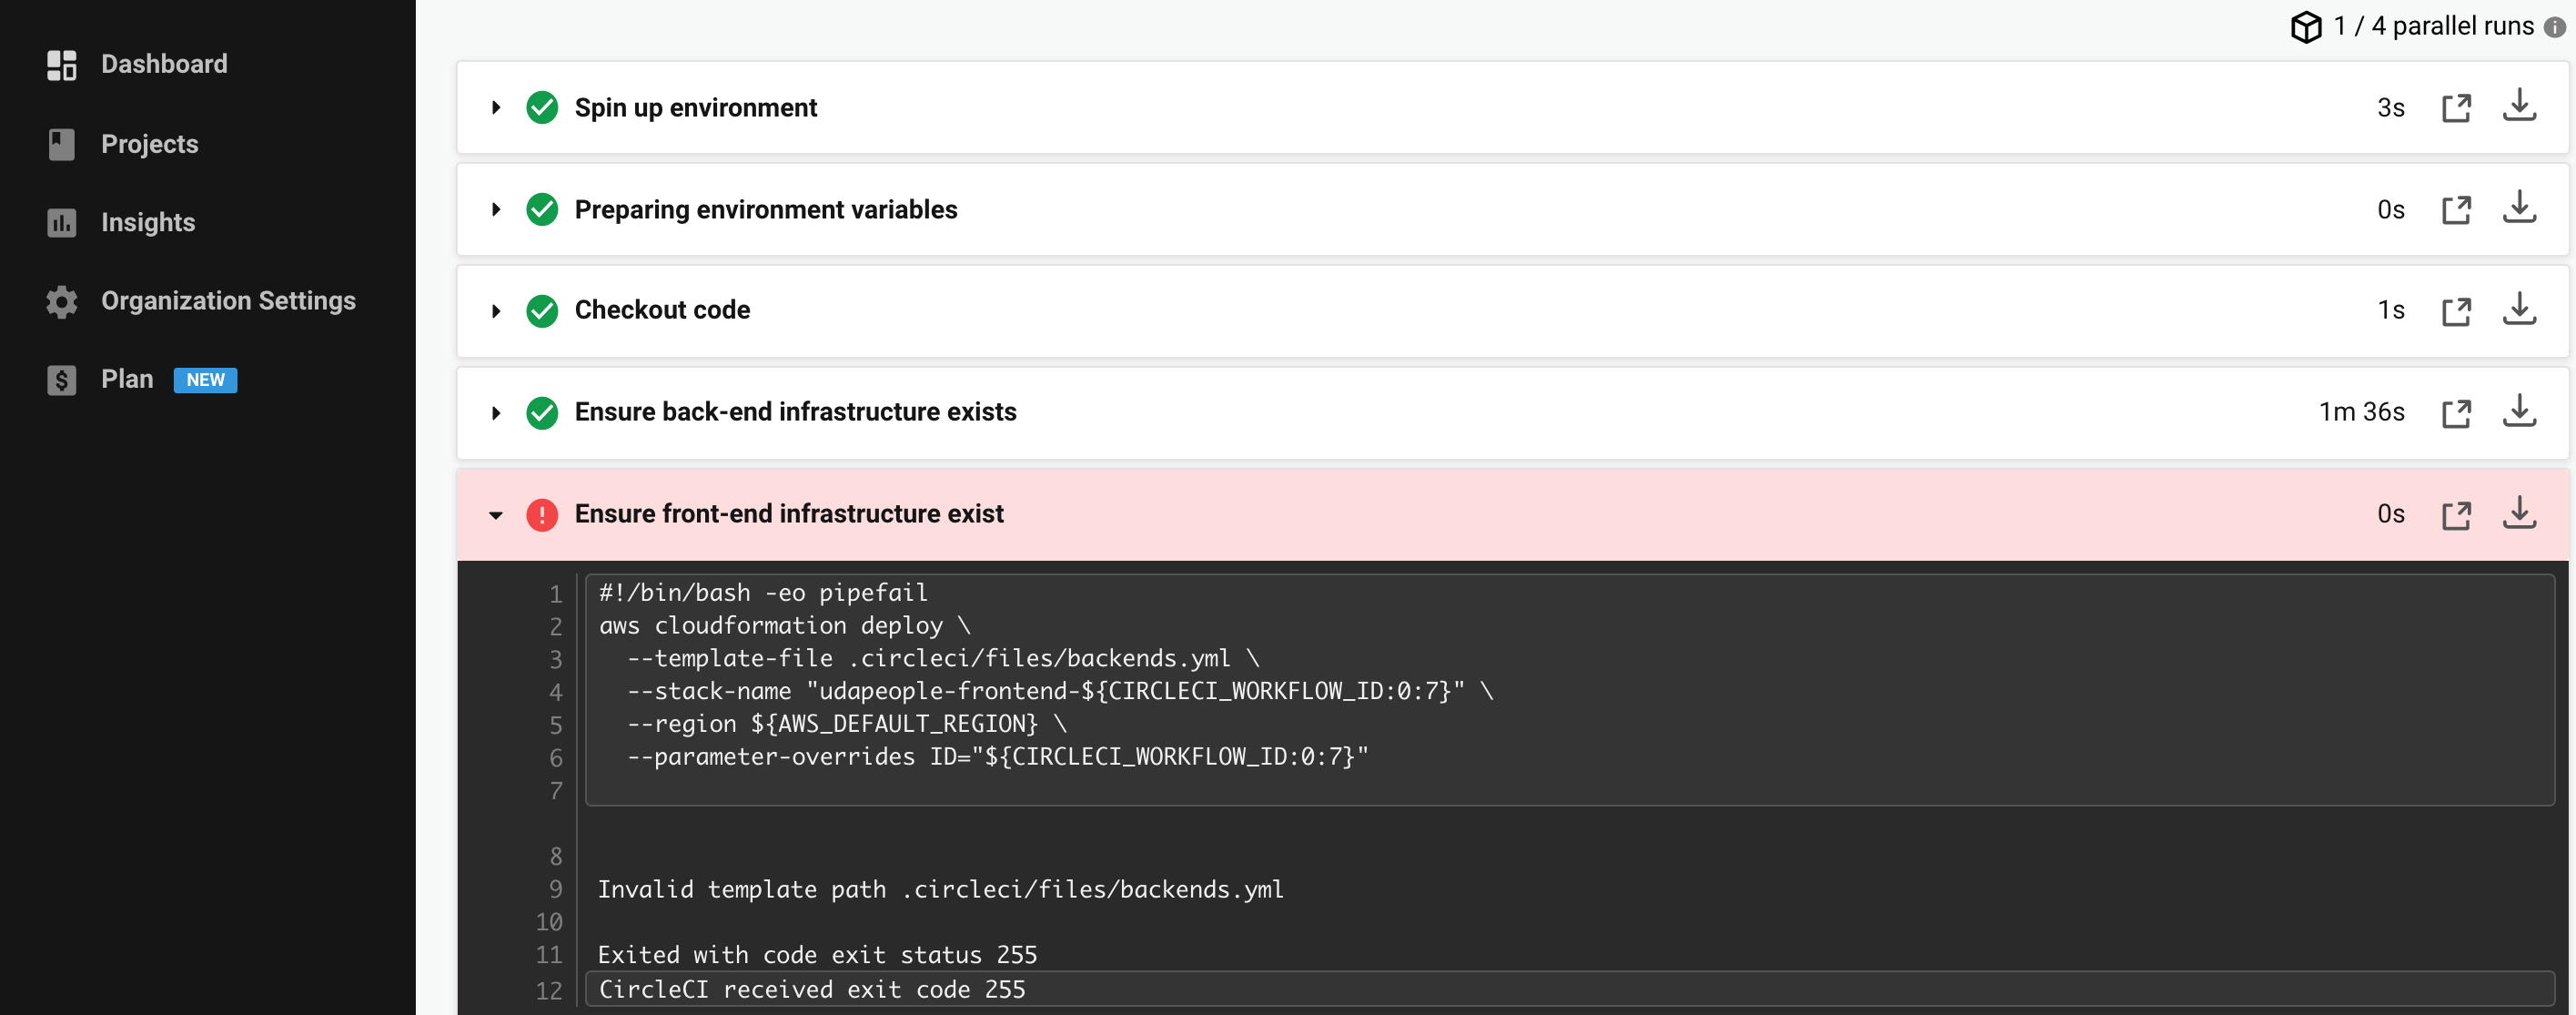 Dashboard
Projects
Insights
Organization Settings
Plan NEW
1 / 4 parallel runs
Spin up environment 3s
Preparing environment variables 0s
Checkout code 1s
Ensure back-end infrastructure exists 1m 36s
Ensure front-end infrastructure exist 0s
1 #!/bin/bash -eo pipefail
2 aws cloudformation deploy \
3 --template-file .circleci/files/backends.yml \
4 --stack-name "udapeople-frontend-${CIRCLECI_WORKFLOW_ID:0:7}" \
5 --region ${AWS_DEFAULT_REGION} \
6 --parameter-overrides ID="${CIRCLECI_WORKFLOW_ID:0:7}"
7
8
9 Invalid template path .circleci/files/backends.yml
10
11 Exited with code exit status 255
12 CircleCI received exit code 255